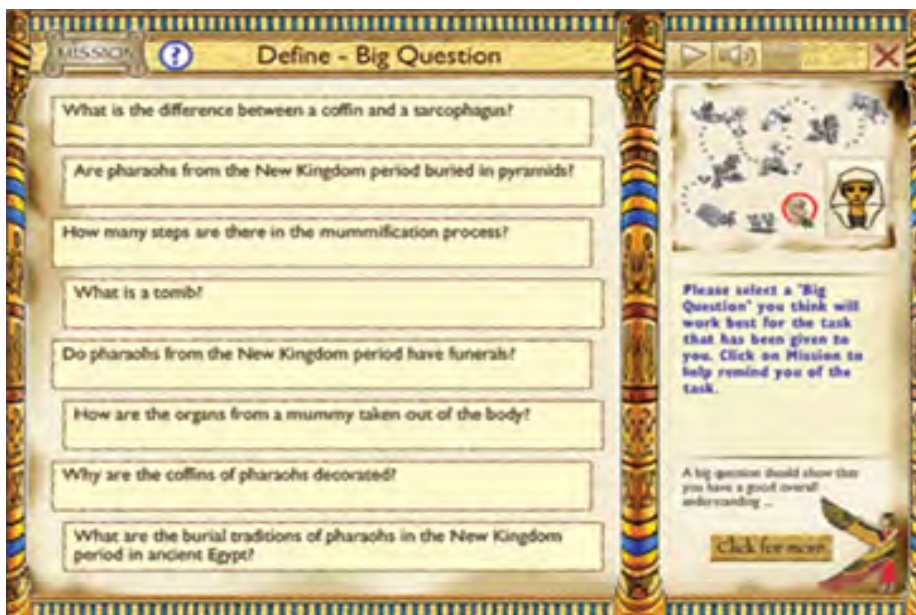 MISSION
?
Define - Big Question
What is the difference between a coffin and a sarcophagus?
Are pharaohs from the New Kingdom period buried in pyramids?
How many steps are there in the mummification process?
What is a tomb?
Do pharaohs from the New Kingdom period have funerals?
How are the organs from a mummy taken out of the body?
Why are the coffins of pharaohs decorated?
What are the burial traditions of pharaohs in the New Kingdom
period in ancient Egypt?
Please select a "Big
Question" you think will
work best for the task
that has been given to
you. Click on Mission to
help remind you of the
task.
A big question should show that
you have a good overall
understanding ...
Click for more